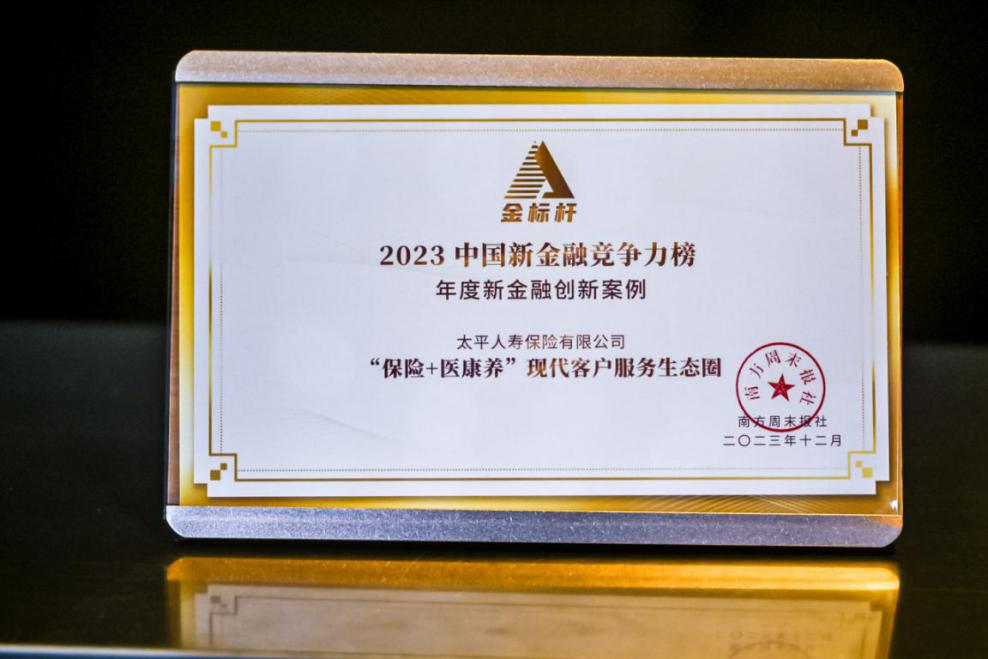 金标杆
2023 中国新金融竞争力榜
年度新金融创新案例
太平人寿保险有限公司
“保险+医康养”现代客户服务生态圈
南方周末报社
南方周末报社
二〇二三年十二月